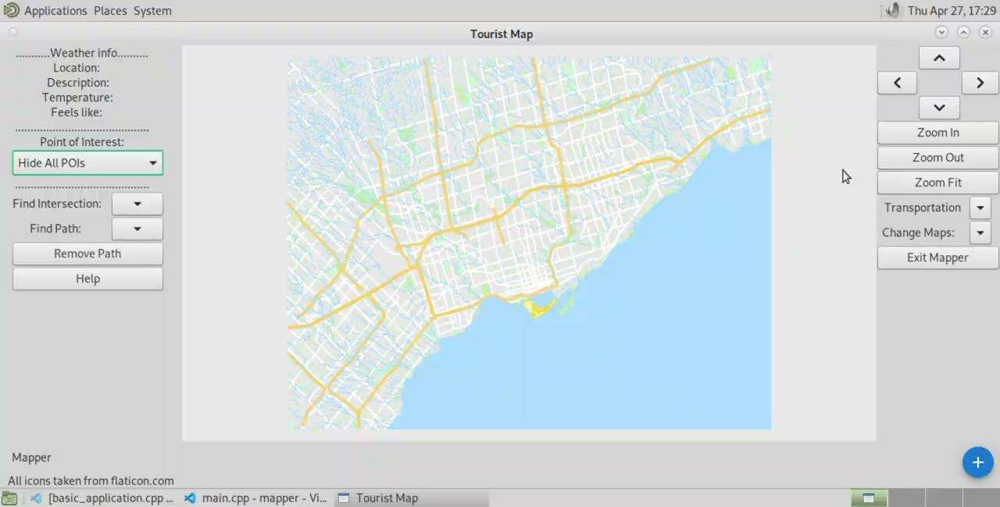 Applications Places System
Thu Apr 27, 17:29
Tourist Map
..........Weather info.........
Location:
Description:
Temperature:
Feels like:
Point of Interest:
Hide All POIs
Find Intersection:
Find Path:
Remove Path
Help
Zoom In
Zoom Out
Zoom Fit
Transportation
Change Maps:
Exit Mapper
Mapper
All icons taken from flaticon.com
[basic_application.cpp ...
main.cpp - mapper - Vi...
Tourist Map